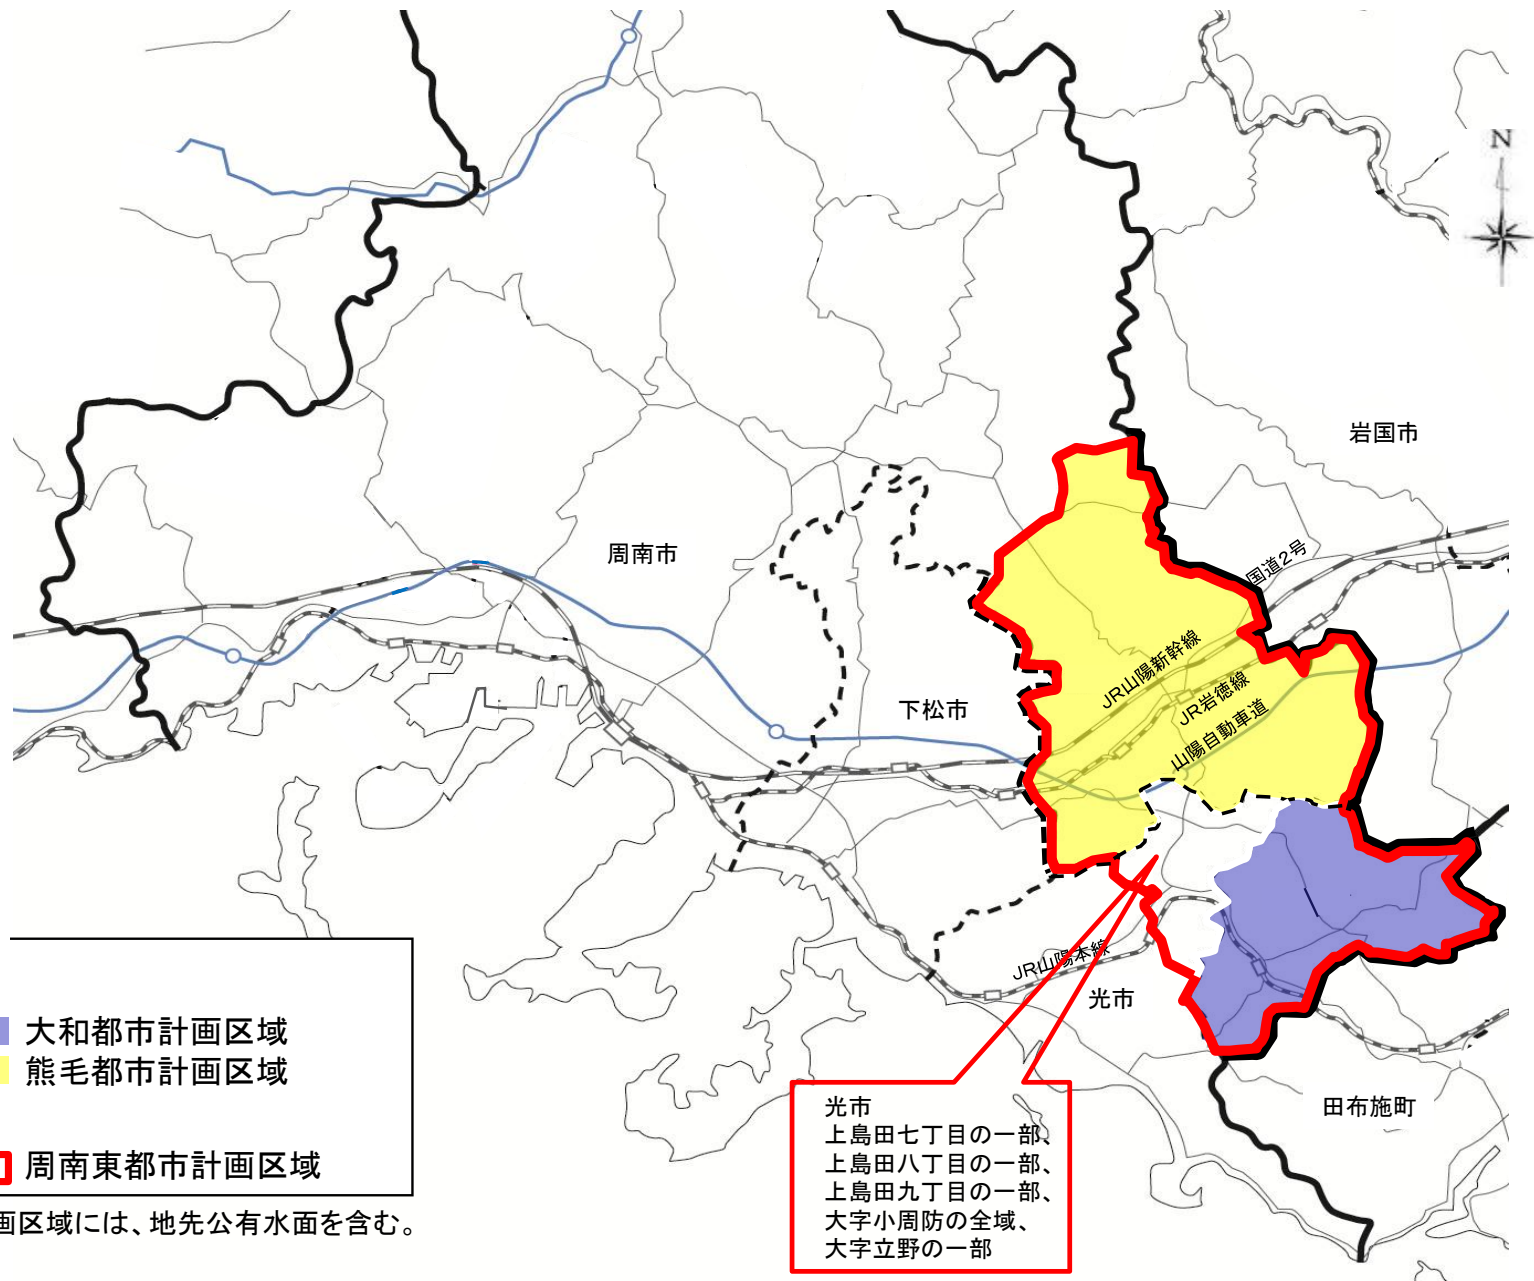 N
岩国市
周南市
国道2号
JR山陽新幹線
JR岩徳線
下松市
山陽自動車道
JR山陽本線
光市
田布施町
大和都市計画区域
熊毛都市計画区域
周南東都市計画区域
画区域には、地先公有水面を含む。
光市
上島田七丁目の一部、
上島田八丁目の一部、
上島田九丁目の一部、
大字小周防の全域、
大字立野の一部